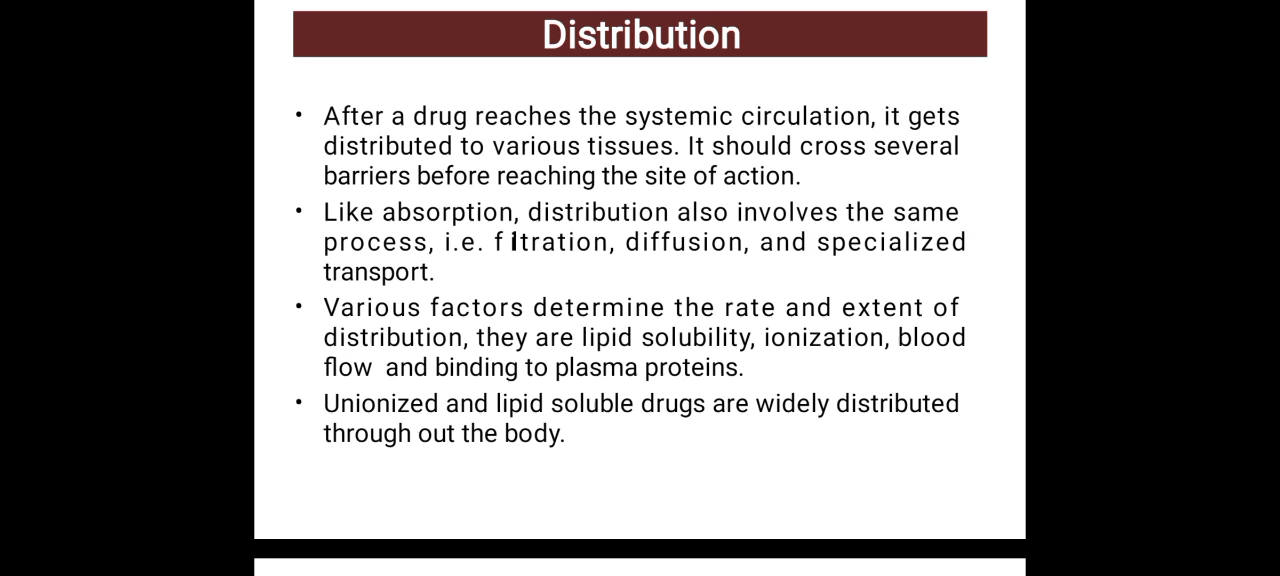 Distribution
• After a drug reaches the systemic circulation, it gets
distributed to various tissues. It should cross several
barriers before reaching the site of action.
• Like absorption, distribution also involves the same
process, i.e. filtration, diffusion, and specialized
transport.
• Various factors determine the rate and extent of
distribution, they are lipid solubility, ionization, blood
flow  and binding to plasma proteins.
• Unionized and lipid soluble drugs are widely distributed
through out the body.